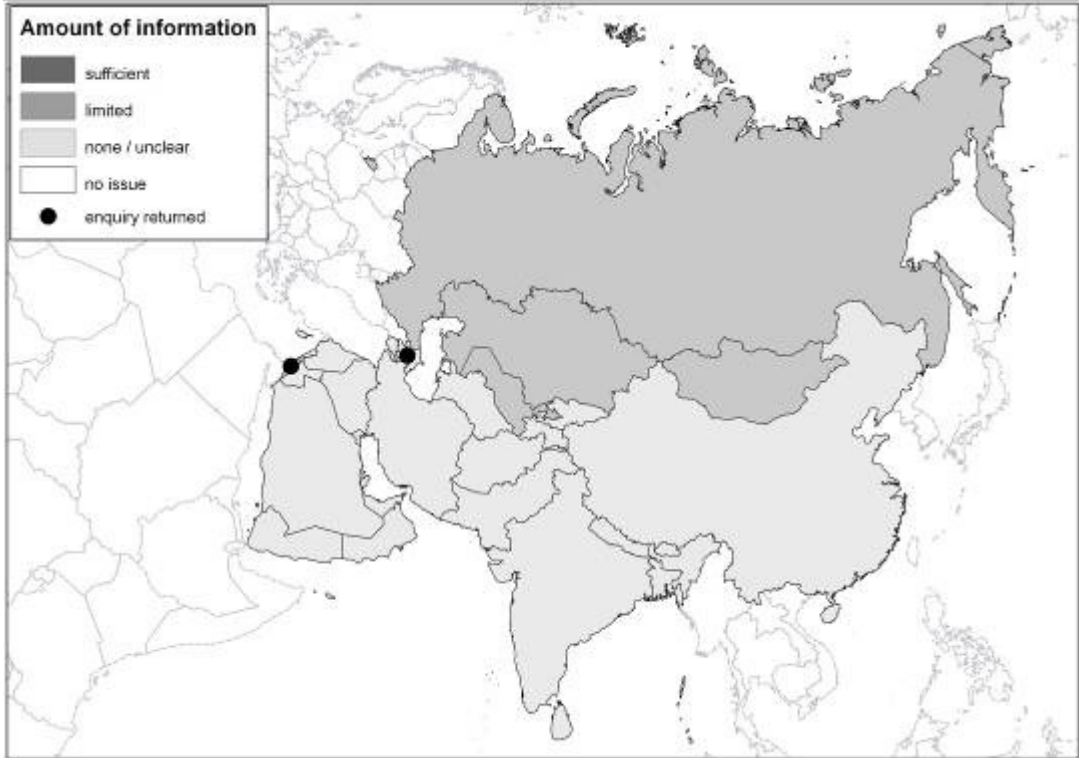 Amount of information
sufficient
limited
none / unclear
no issue
enquiry returned